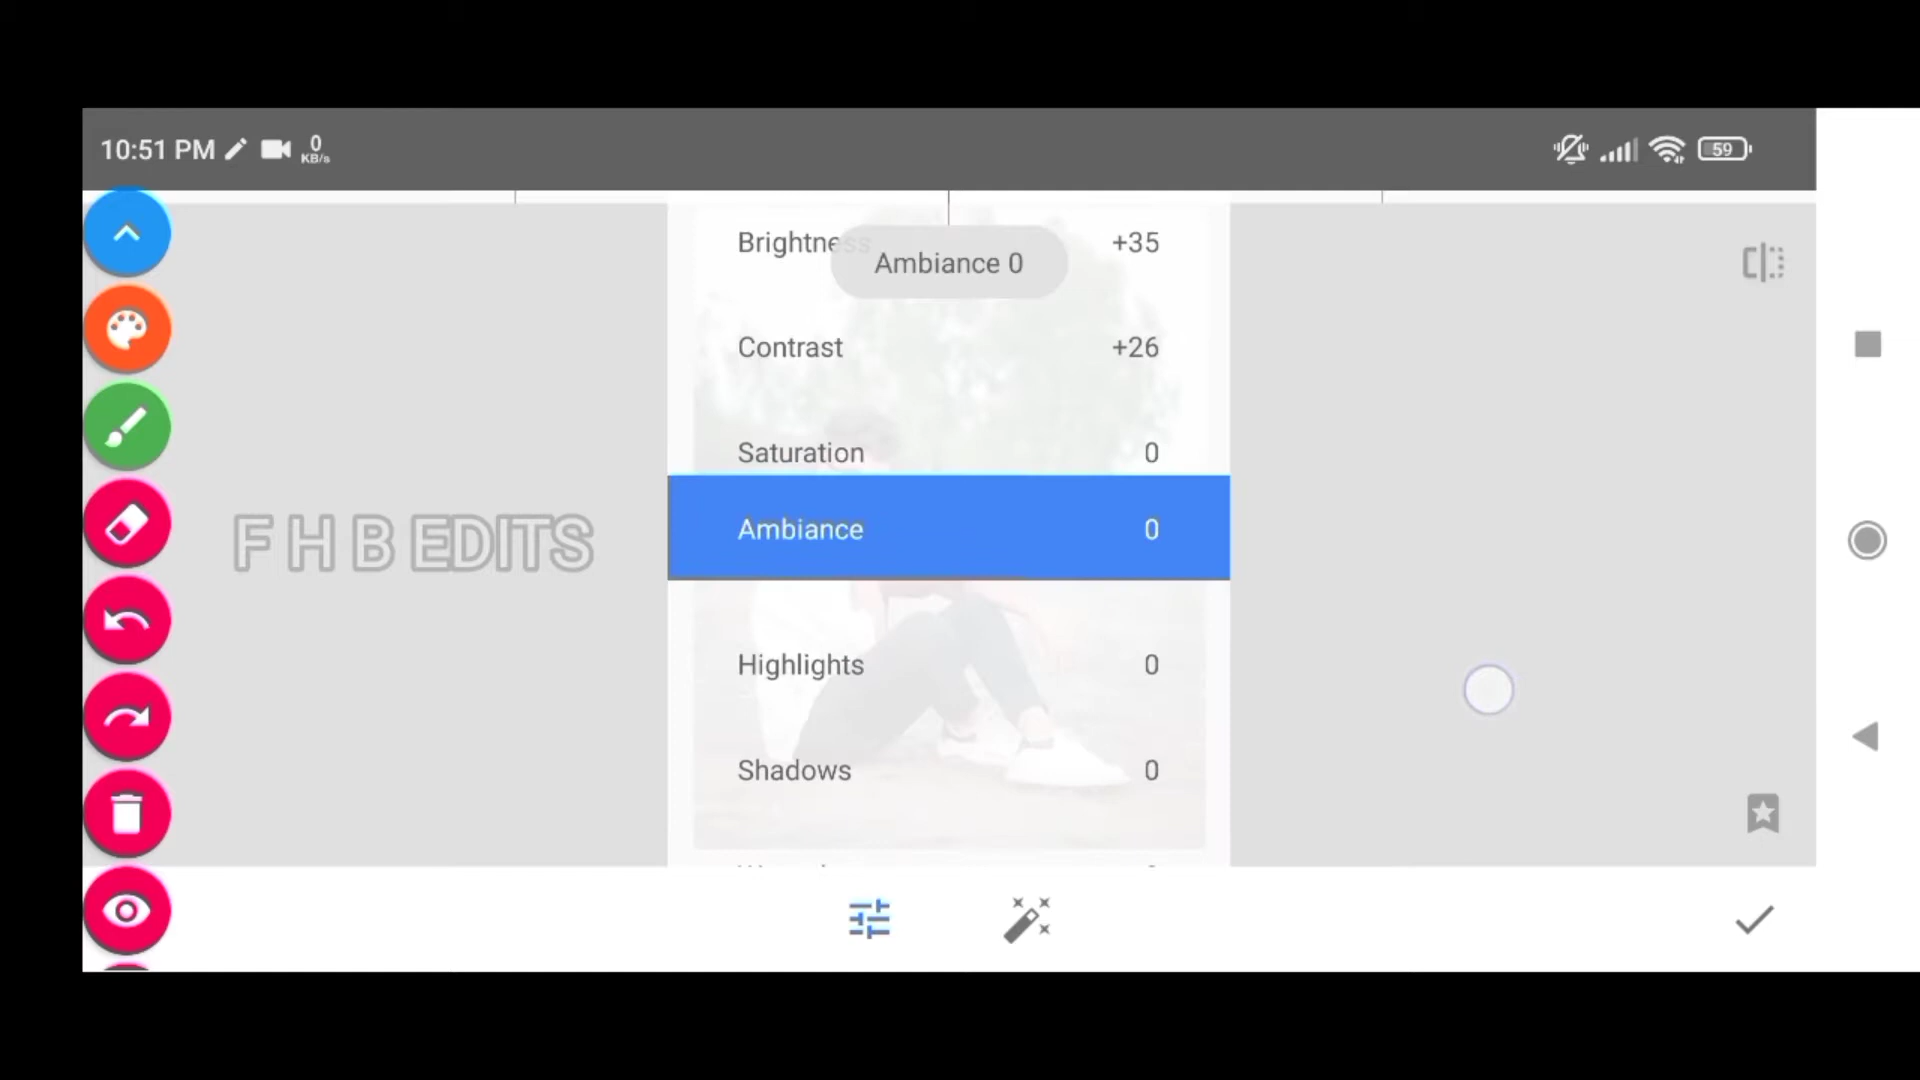 10:51 PM 0 KB/s 59
Brightness +35
Ambiance 0
Contrast +26
Saturation 0
Ambiance 0
F H B EDITS
Highlights 0
Shadows 0